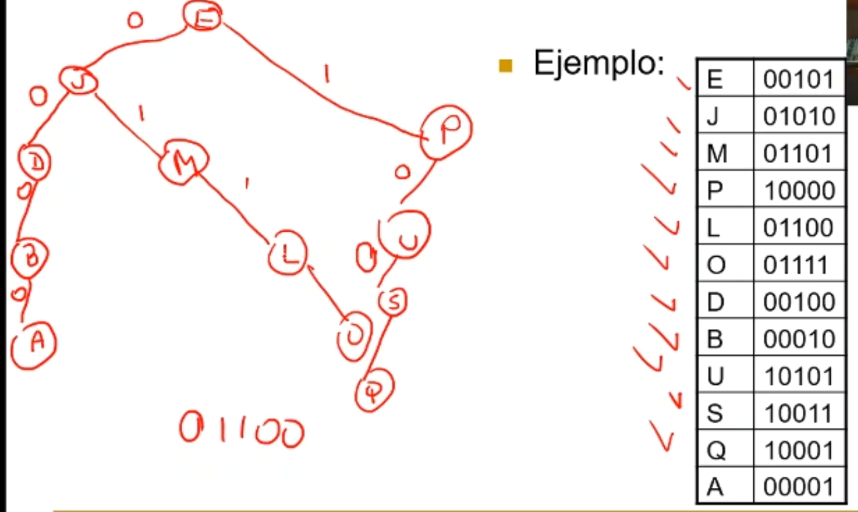 0 E
1
■ Ejemplo:
E 00101
J 01010
M 01101
P 10000
L 01100
O 01111
D 00100
B 00010
U 10101
S 10011
Q 10001
A 00001
0 J 1 P
D M 0
0 1 U
B L 0 S
0 O
A Q
01100